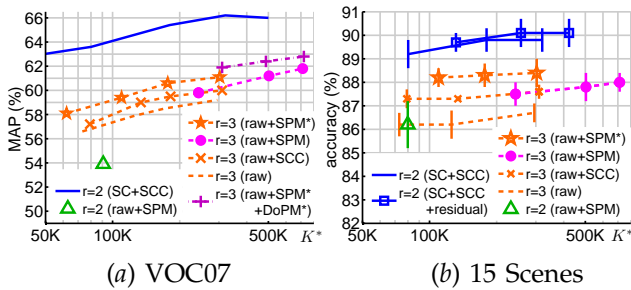 MAP (%)
66
64
62
60
58
56
54
52
50
50K 100K 500K K*
r=3 (raw+SPM*)
r=3 (raw+SPM)
r=3 (raw+SCC)
r=3 (raw)
r=3 (raw+SPM*
+DoPM*)
r=2 (SC+SCC)
r=2 (raw+SPM)
(a) VOC07
accuracy (%)
91
90
89
88
87
86
85
84
83
82
50K 100K 500K K*
r=2 (SC+SCC)
r=2 (SC+SCC
+residual)
r=3 (raw+SPM*)
r=3 (raw+SPM)
r=3 (raw+SCC)
r=3 (raw)
r=2 (raw+SPM)
(b) 15 Scenes